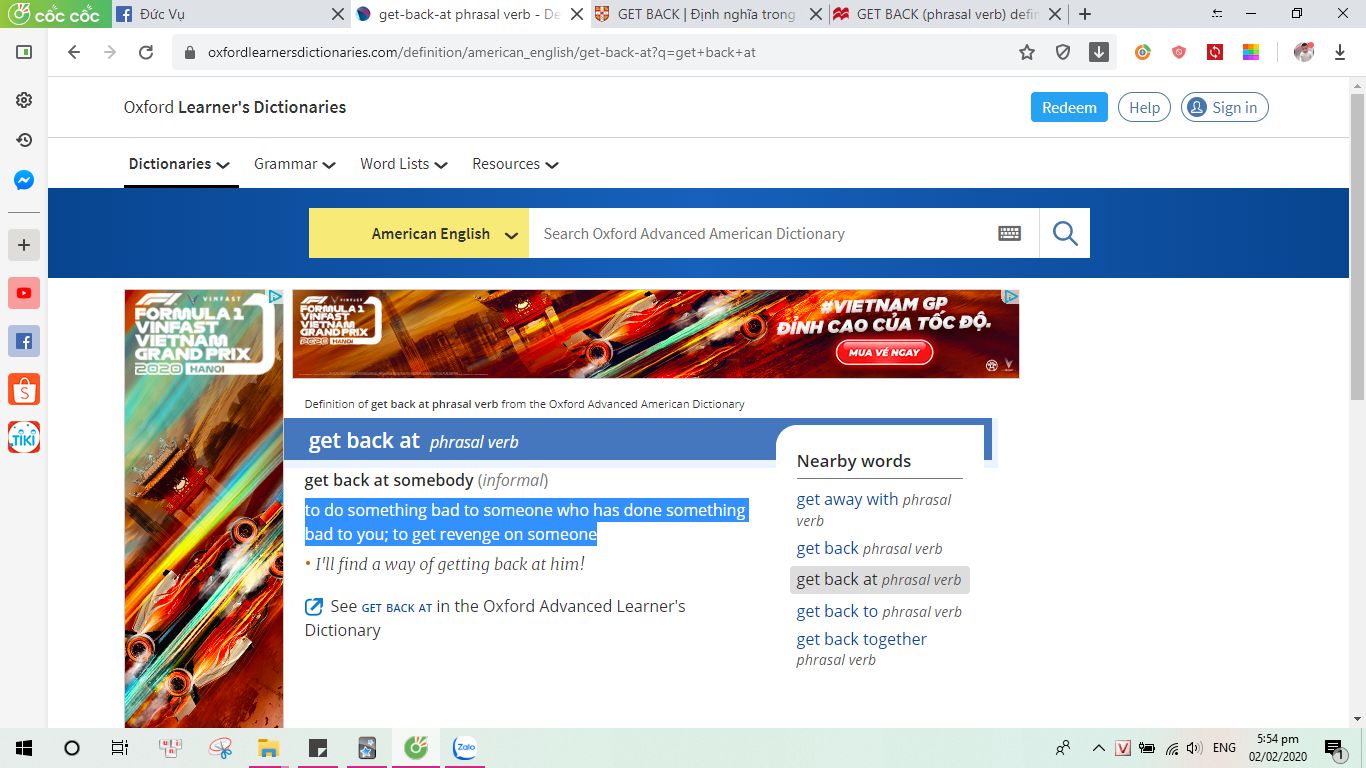 cốc cốc
Đức Vụ
get-back-at phrasal verb - De
GET BACK | Định nghĩa trong
GET BACK (phrasal verb) defin
oxfordlearnersdictionaries.com/definition/american_english/get-back-at?q=get+back+at
Oxford Learner's Dictionaries
Redeem
Help
Sign in
Dictionaries
Grammar
Word Lists
Resources
American English
Search Oxford Advanced American Dictionary
VINFAST
FORMULA 1
VINFAST
VIETNAM
GRAND PRIX
2020 HANOI
VINFAST
FORMULA 1
VINFAST
VIETNAM
GRAND PRIX
2020 HANOI
#VIETNAM GP
ĐỈNH CAO CỦA TỐC ĐỘ.
MUA VÉ NGAY
Definition of get back at phrasal verb from the Oxford Advanced American Dictionary
get back at phrasal verb
get back at somebody (informal)
to do something bad to someone who has done something
bad to you; to get revenge on someone
• I'll find a way of getting back at him!
See GET BACK AT in the Oxford Advanced Learner's
Dictionary
Nearby words
get away with phrasal
verb
get back phrasal verb
get back at phrasal verb
get back to phrasal verb
get back together
phrasal verb
S
TIKI
Zalo
V
ENG
5:54 pm
02/02/2020
1